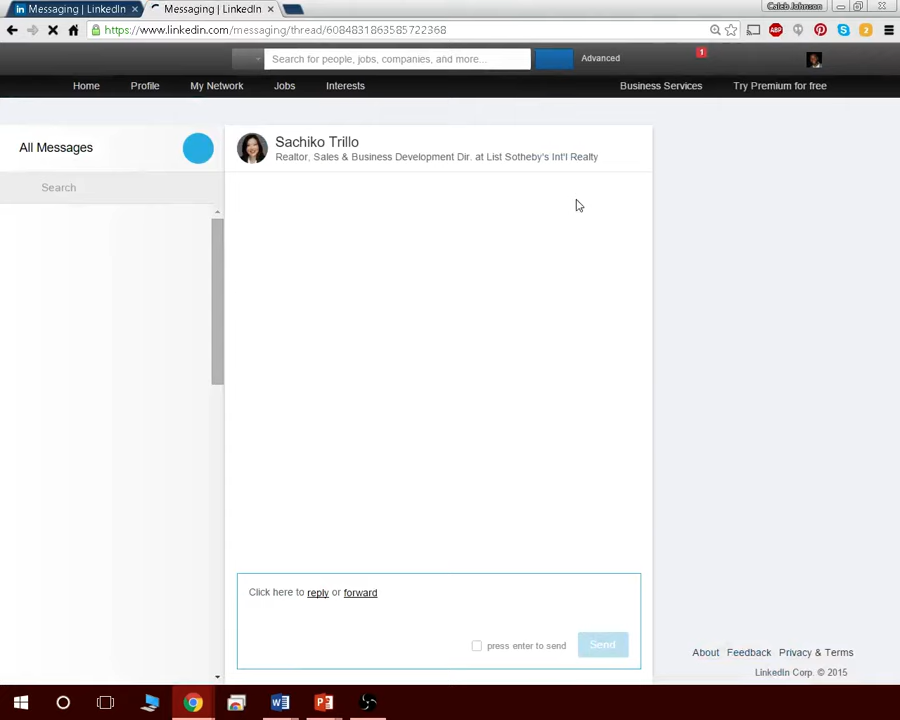 Messaging | LinkedIn
Messaging | LinkedIn
Caleb Johnson
https://www.linkedin.com/messaging/thread/6084831863585722368
ABP
2
Search for people, jobs, companies, and more...
Advanced
1
Home Profile My Network Jobs Interests Business Services Try Premium for free
All Messages
Search
Sachiko Trillo
Realtor, Sales & Business Development Dir. at List Sotheby's Int'l Realty
Click here to reply or forward
press enter to send
Send
About Feedback Privacy & Terms
LinkedIn Corp. © 2015